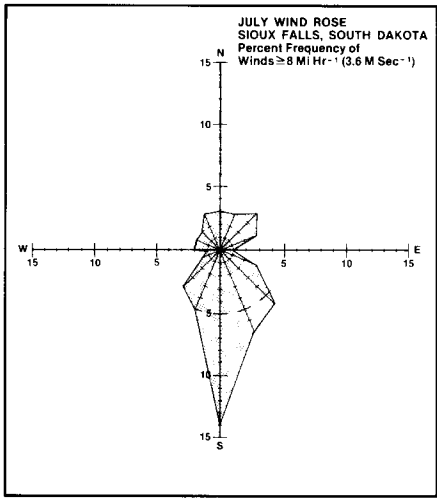 JULY WIND ROSE
SIOUX FALLS, SOUTH DAKOTA
Percent Frequency of
Winds ≥8 Mi Hr⁻¹ (3.6 M Sec⁻¹)
N
15
10
5
W
15
10
5
5
10
15
E
5
10
15
S